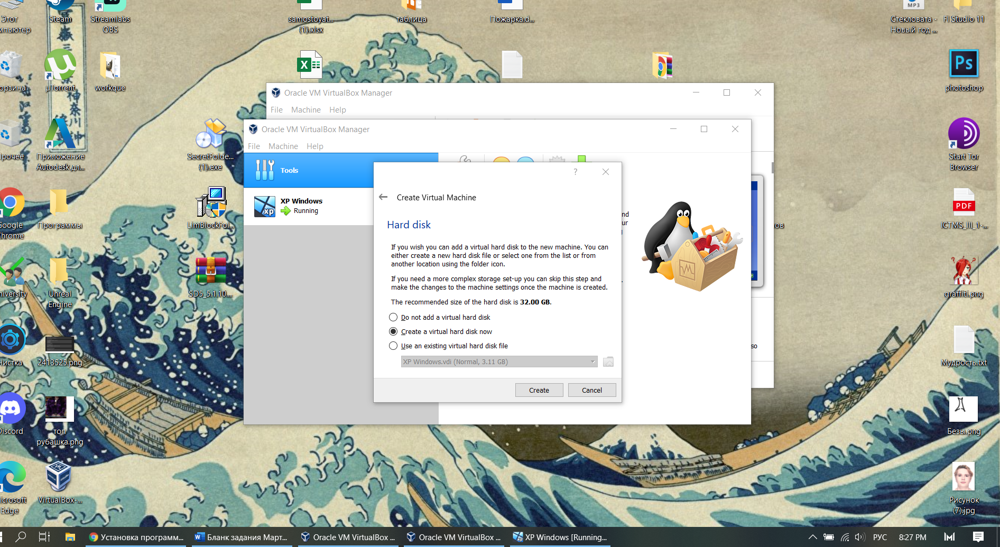 Этот
Steam
Streamlabs
OBS
samostoyat...
(1).xlsx
таблица
Пожарка.d...
MP3
Стекловата -
Новый год ...
Fl Studio 11
µTorrent
workque
Ps
photoshop
Oracle VM VirtualBox Manager
File Machine Help
Oracle VM VirtualBox Manager
File Machine Help
Приложение
Autodesk дл...
SecretFolde...
(1).exe
Start Tor
Browser
Tools
XP Windows
Running
xp
?
Create Virtual Machine
Hard disk
If you wish you can add a virtual hard disk to the new machine. You can
either create a new hard disk file or select one from the list or from
another location using the folder icon.
If you need a more complex storage set-up you can skip this step and
make the changes to the machine settings once the machine is created.
The recommended size of the hard disk is 32.00 GB.
Do not add a virtual hard disk
Create a virtual hard disk now
Use an existing virtual hard disk file
XP Windows.vdi (Normal, 3.11 GB)
Create Cancel
nd
ur
ов
so
Google
Chrome
Программы
LimBlockFol...
PDF
ICTMS_III_1-...
Unreal
Engine
SD5_5.1.10....
graffiti.png
2413525.png
Мудрость.txt
Discord
топ
рубашка.png
Безы.png
Microsoft
Edge
VirtualBox-...
Рисунок
(7).jpg
Установка программ...
Бланк задания Март...
Oracle VM VirtualBox ...
Oracle VM VirtualBox ...
XP Windows [Running...
РУС
8:27 PM